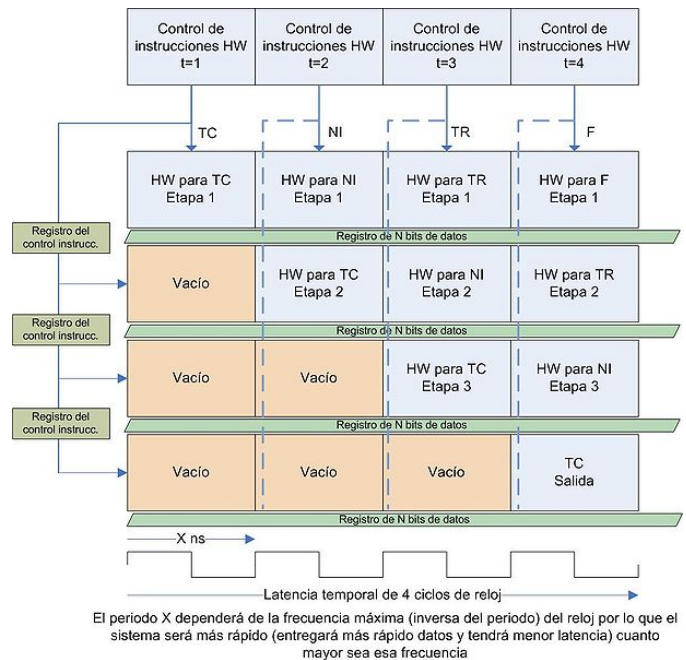 Control de
instrucciones HW
t=1
Control de
instrucciones HW
t=2
Control de
instrucciones HW
t=3
Control de
instrucciones HW
t=4
TC
NI
TR
F
HW para TC
Etapa 1
HW para NI
Etapa 1
HW para TR
Etapa 1
HW para F
Etapa 1
Registro del
control instrucc.
Registro de N bits de datos
Vacío
HW para TC
Etapa 2
HW para NI
Etapa 2
HW para TR
Etapa 2
Registro del
control instrucc.
Registro de N bits de datos
Vacío
Vacío
HW para TC
Etapa 3
HW para NI
Etapa 3
Registro del
control instrucc.
Registro de N bits de datos
Vacío
Vacío
Vacío
TC
Salida
Registro de N bits de datos
X ns
Latencia temporal de 4 ciclos de reloj
El periodo X dependerá de la frecuencia máxima (inversa del periodo) del reloj por lo que el
sistema será más rápido (entregará más rápido datos y tendrá menor latencia) cuanto
mayor sea esa frecuencia